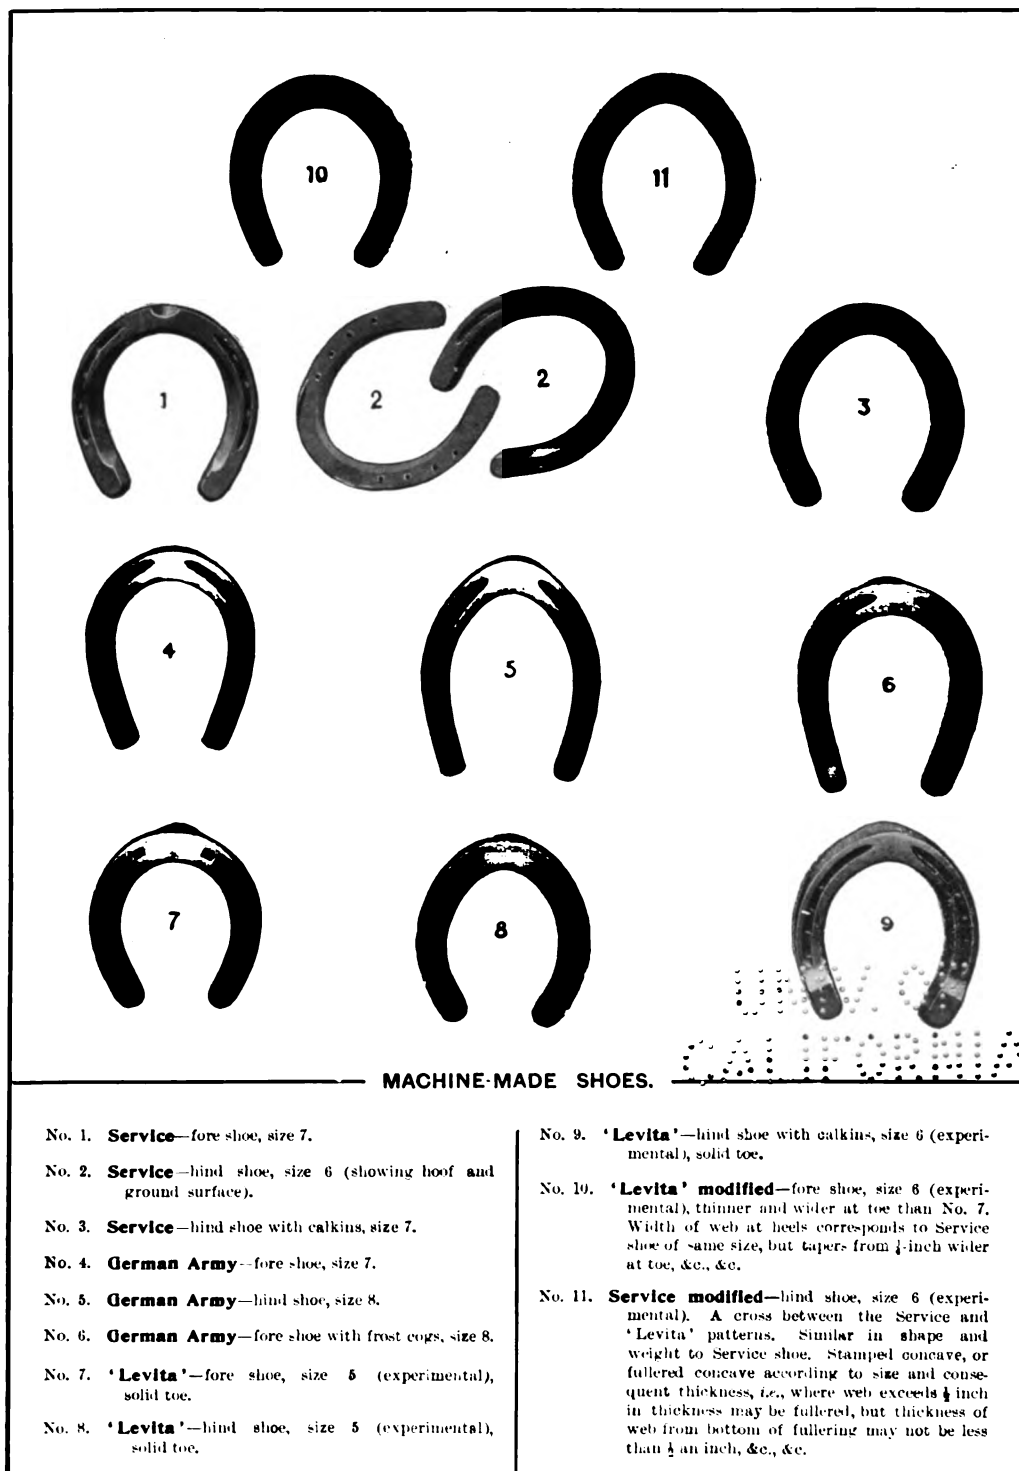 10
11
1
2
2
3
4
5
6
7
8
9
UNIV. OF
CALIFORNIA
MACHINE-MADE SHOES.
No. 1. Service—fore shoe, size 7.
No. 2. Service—hind shoe, size 6 (showing hoof and
ground surface).
No. 3. Service—hind shoe with calkins, size 7.
No. 4. German Army—fore shoe, size 7.
No. 5. German Army—hind shoe, size 8.
No. 6. German Army—fore shoe with frost cogs, size 8.
No. 7. 'Levita'—fore shoe, size 5 (experimental),
solid toe.
No. 8. 'Levita'—hind shoe, size 5 (experimental),
solid toe.
No. 9. 'Levita'—hind shoe with calkins, size 6 (experi-
mental), solid toe.
No. 10. 'Levita' modified—fore shoe, size 6 (experi-
mental), thinner and wider at toe than No. 7.
Width of web at heels corresponds to Service
shoe of same size, but tapers from -inch wider
at toe, &c., &c.
No. 11. Service modified—hind shoe, size 6 (experi-
mental). A cross between the Service and
'Levita' patterns. Similar in shape and
weight to Service shoe. Stamped concave, or
fullered concave according to size and conse-
quent thickness, i.e., where web exceeds inch
in thickness may be fullered, but thickness of
web from bottom of fullering may not be less
than an inch, &c., &c.